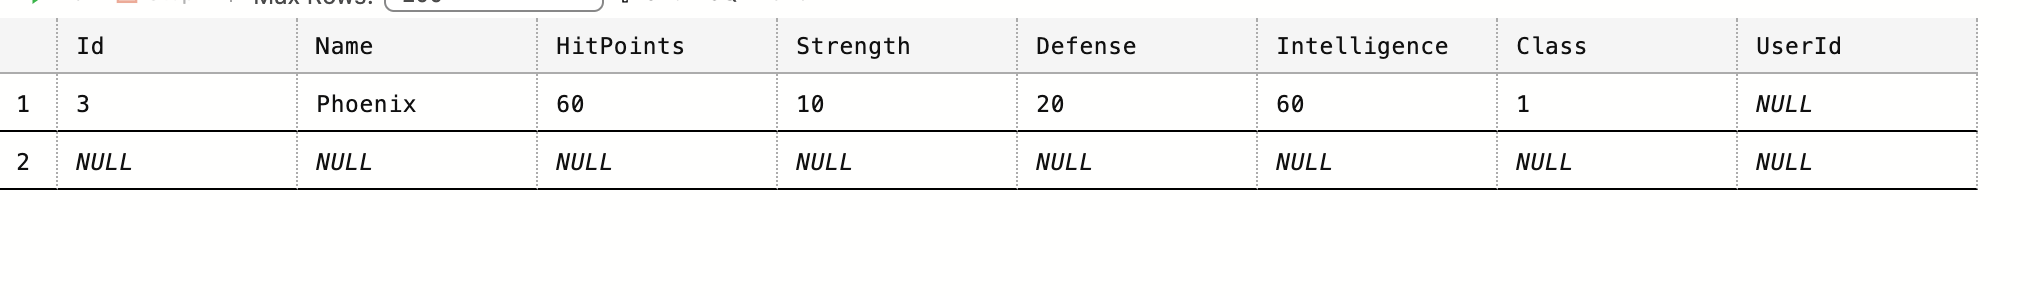 Max Rows:
Id Name HitPoints Strength Defense Intelligence Class UserId
1 3 Phoenix 60 10 20 60 1 NULL
2 NULL NULL NULL NULL NULL NULL NULL NULL